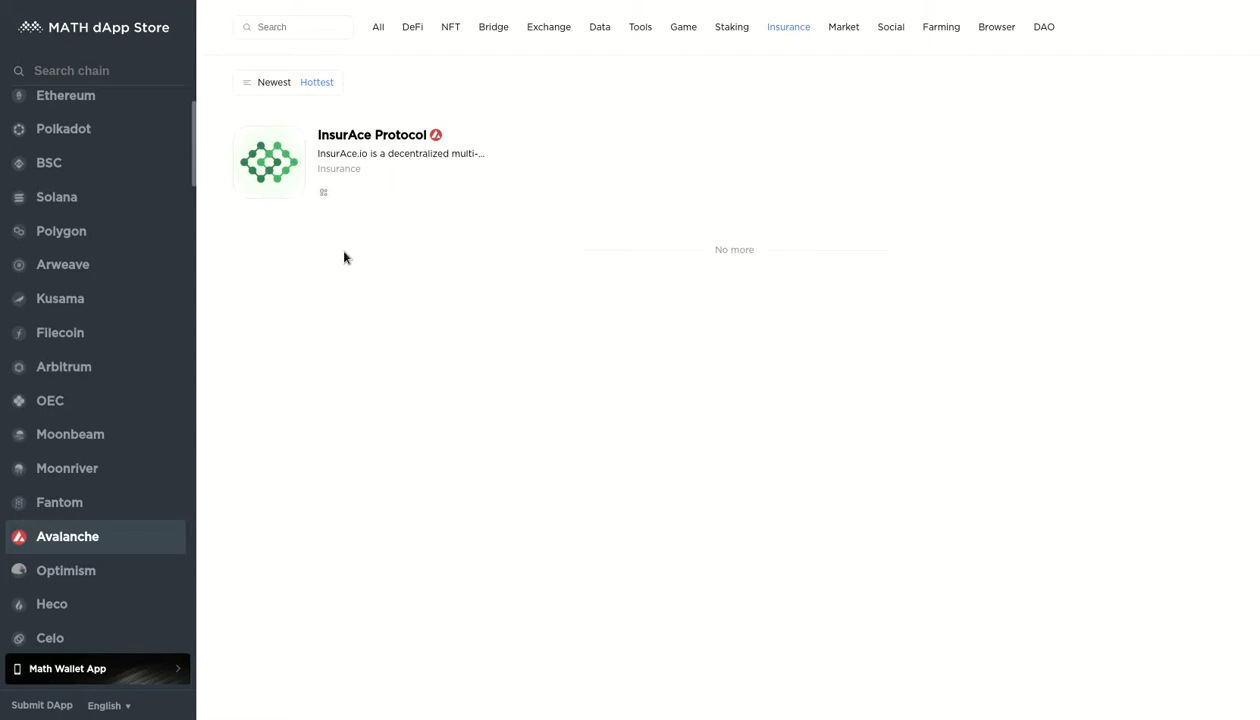 MATH dApp Store
Search chain
Ethereum
Polkadot
BSC
Solana
Polygon
Arweave
Kusama
Filecoin
Arbitrum
OEC
Moonbeam
Moonriver
Fantom
Avalanche
Optimism
Heco
Celo
Math Wallet App
Submit DApp English
Search All DeFi NFT Bridge Exchange Data Tools Game Staking Insurance Market Social Farming Browser DAO
Newest Hottest
InsurAce Protocol
InsurAce.io is a decentralized multi-...
Insurance
No more